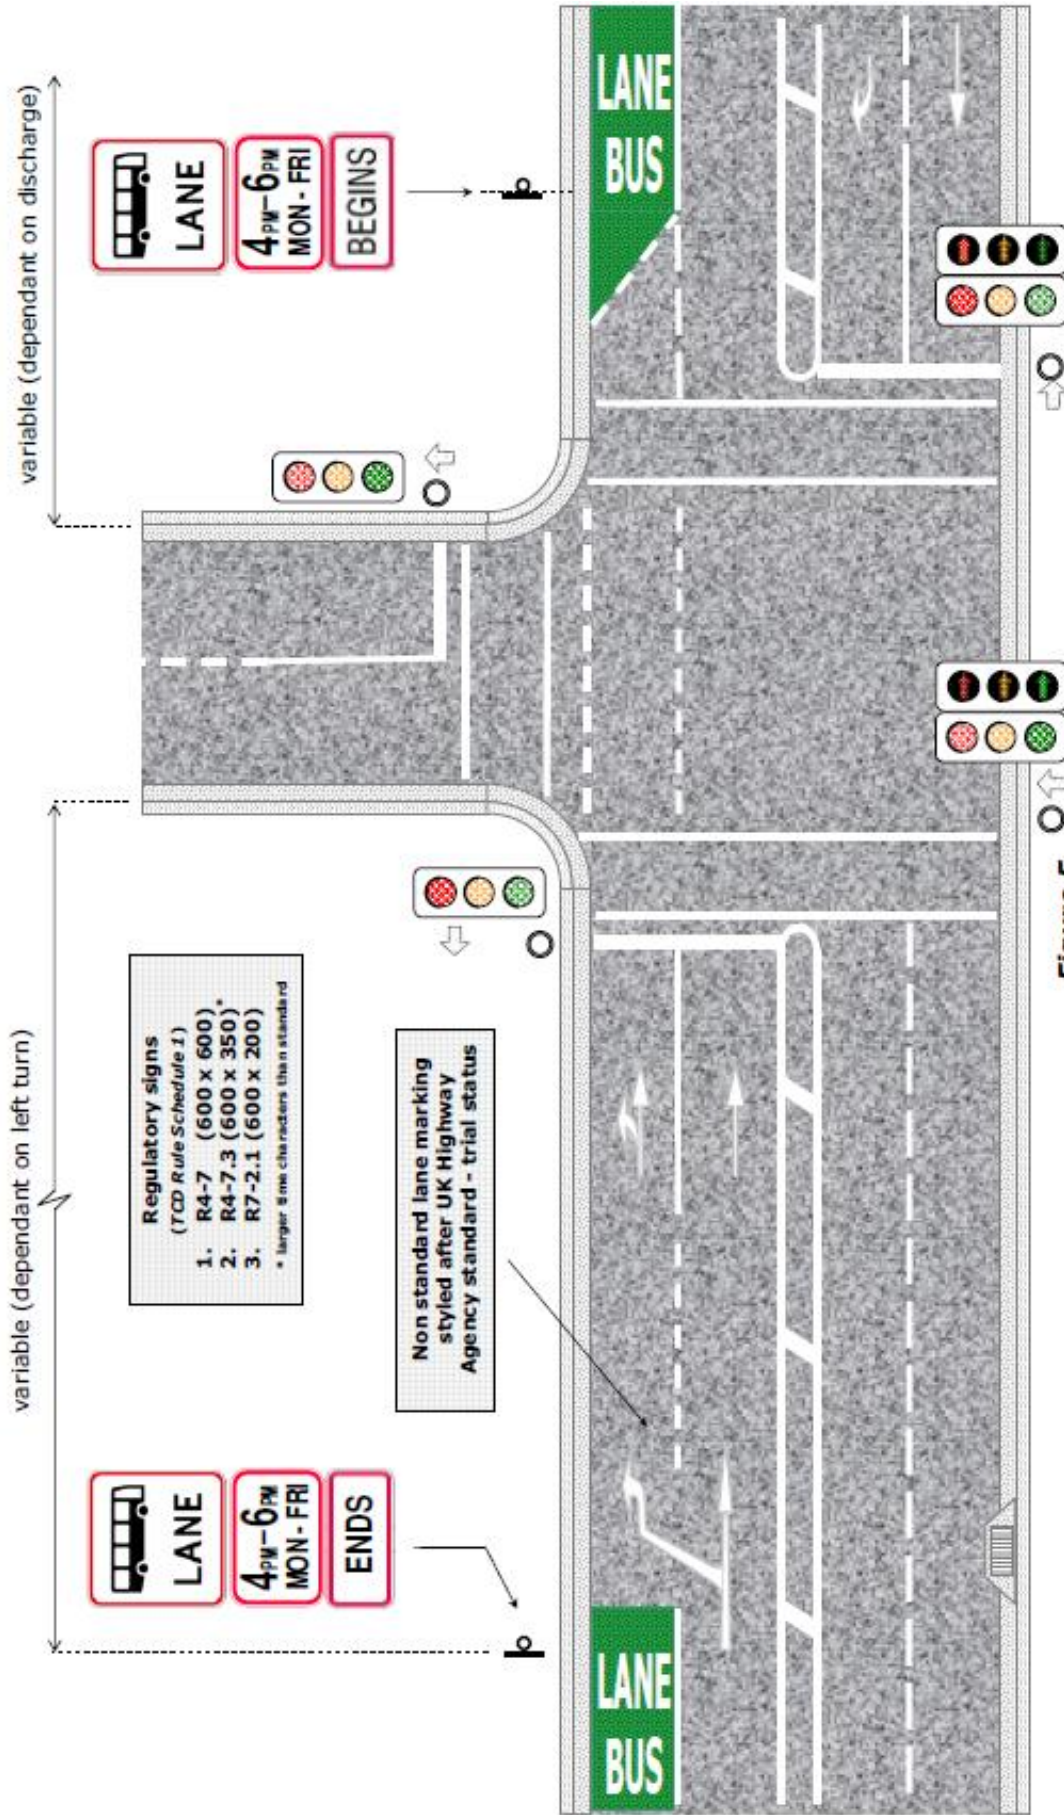 variable (dependant on left turn)
variable (dependant on discharge)
LANE
4PM-6PM
MON-FRI
ENDS
Regulatory signs
(TCD Rule Schedule 1)
1. R4-7 (600 x 600)
2. R4-7.3 (600 x 350)*
3. R7-2.1 (600 x 200)
* larger time characters than standard
LANE
4PM-6PM
MON-FRI
BEGINS
Non standard lane marking
styled after UK Highway
Agency standard - trial status
BUS LANE
BUS LANE